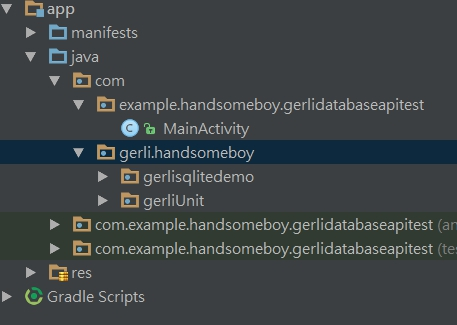 app
manifests
java
com
example.handsomeboy.gerlidatabaseapitest
MainActivity
gerli.handsomeboy
gerlisqlitedemo
gerliUnit
com.example.handsomeboy.gerlidatabaseapitest (an
com.example.handsomeboy.gerlidatabaseapitest (tes
res
Gradle Scripts